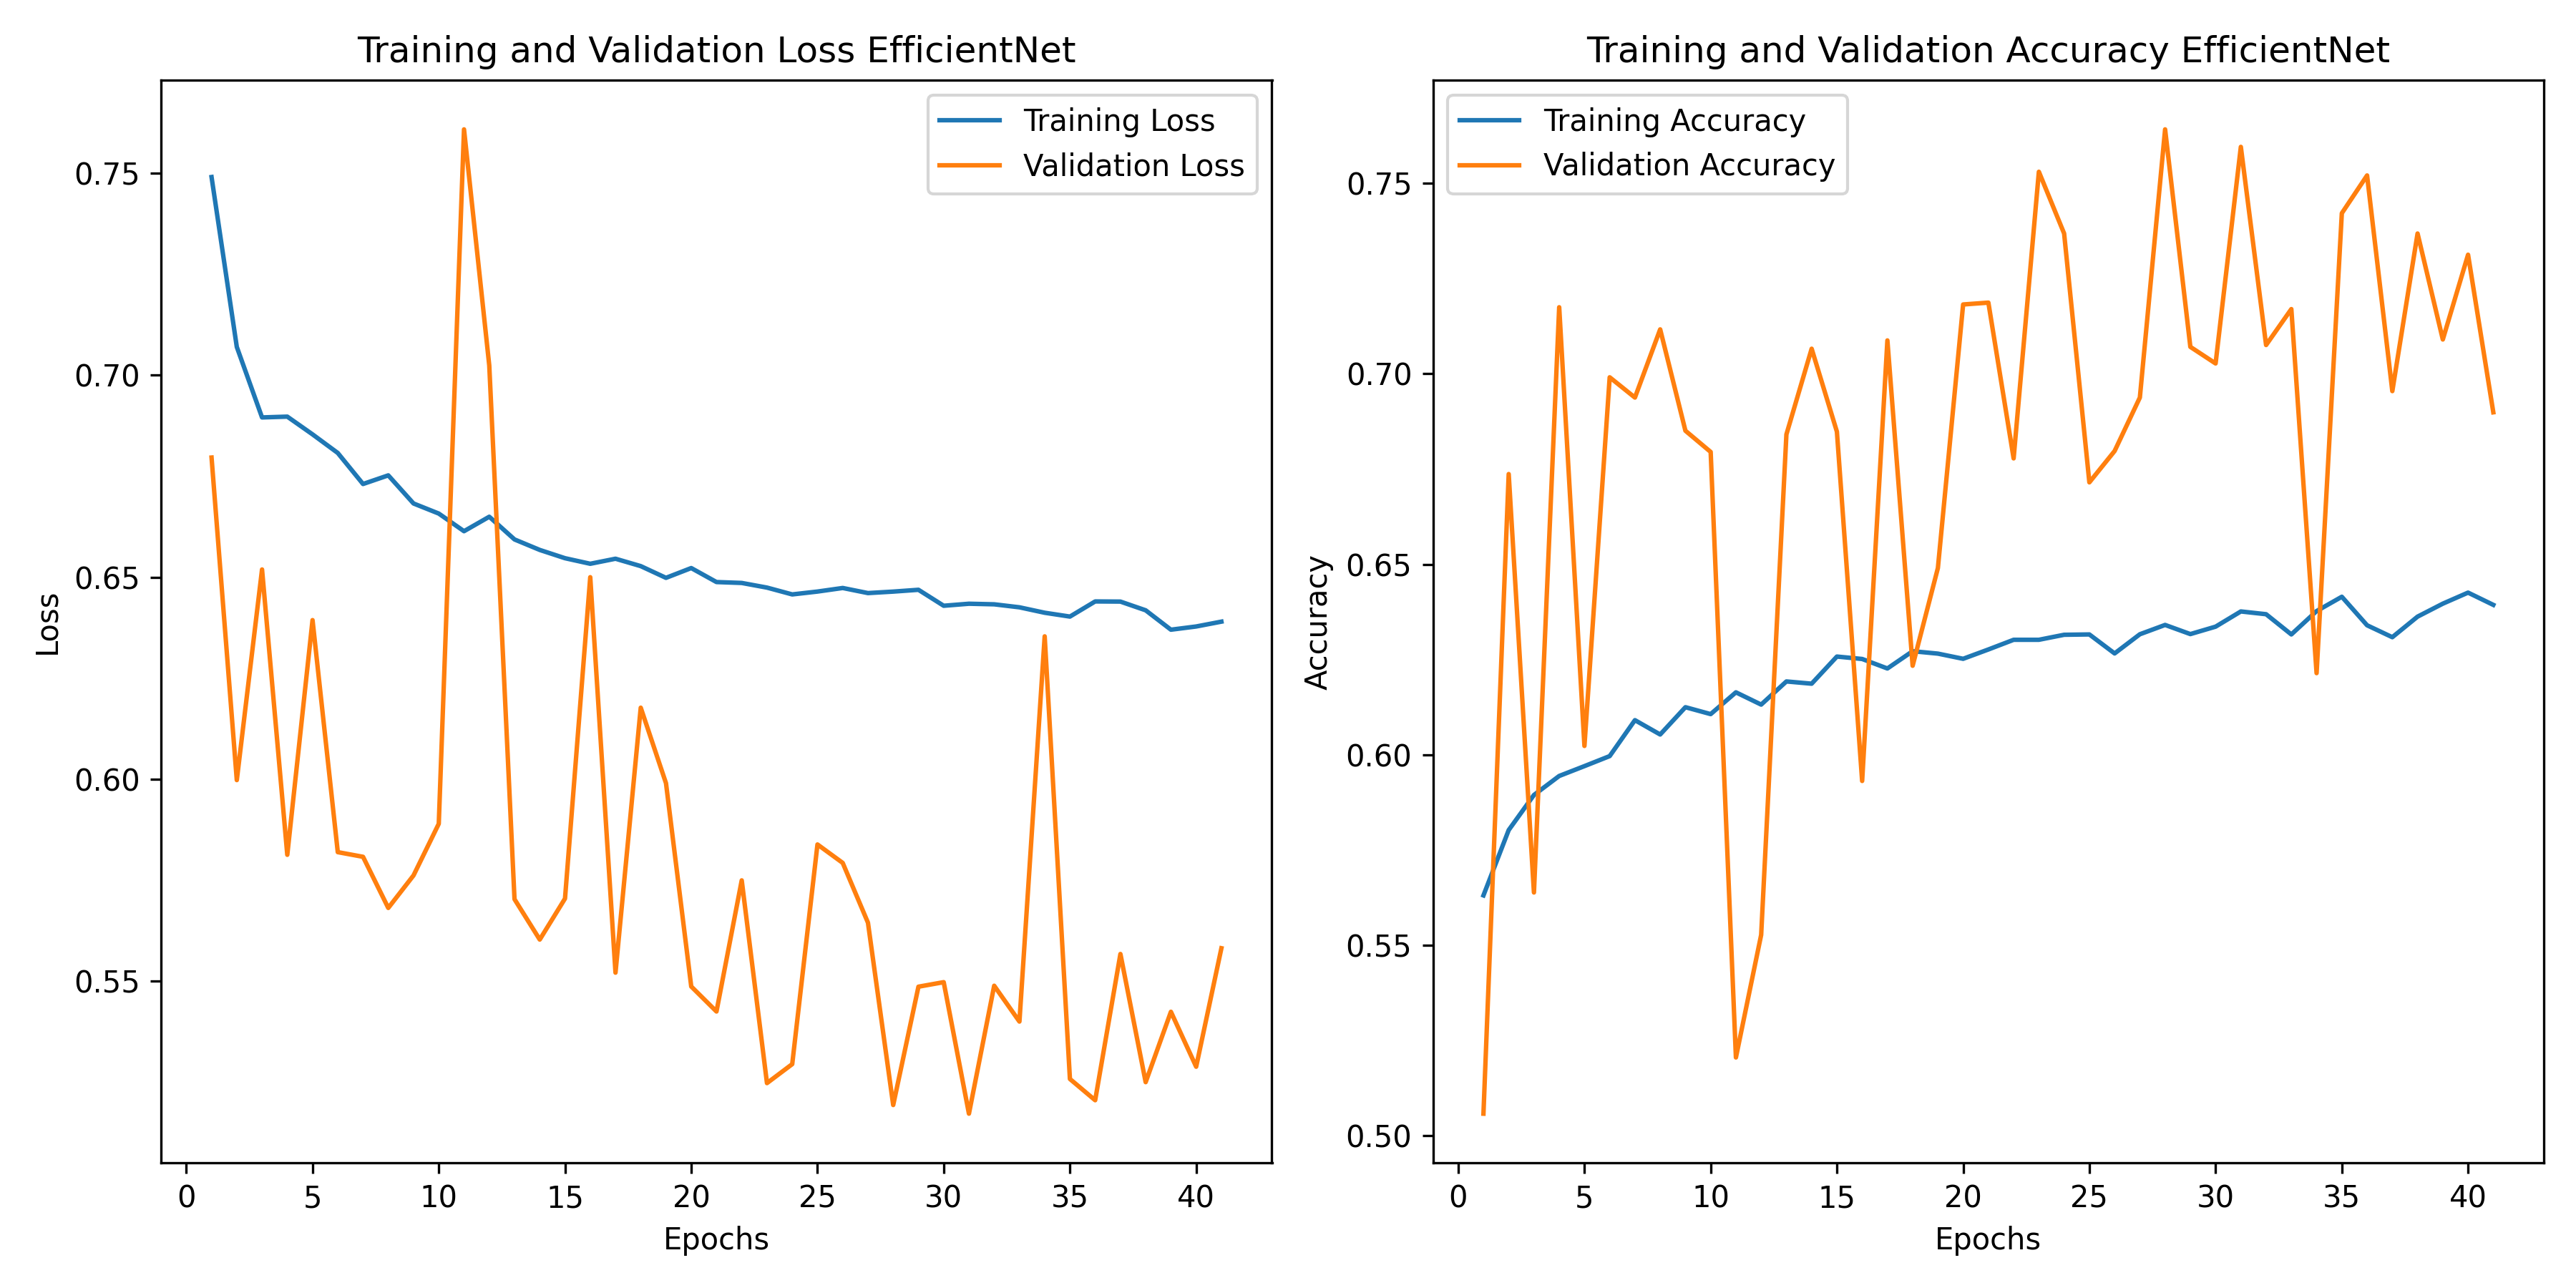 Training and Validation Loss EfficientNet
Training Loss
Validation Loss
0.75
0.70
0.65
0.60
0.55
Loss
0 5 10 15 20 25 30 35 40
Epochs
Training and Validation Accuracy EfficientNet
Training Accuracy
Validation Accuracy
0.75
0.70
0.65
0.60
0.55
0.50
Accuracy
0 5 10 15 20 25 30 35 40
Epochs